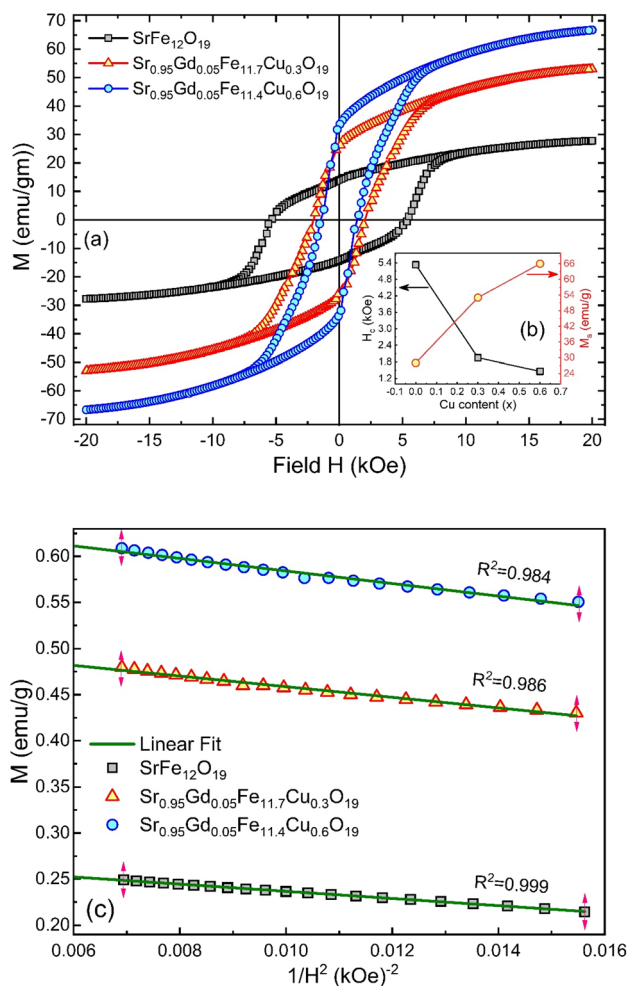 70
60
50
40
30
20
10
0
-10
-20
-30
-40
-50
-60
-70
M (emu/gm))
SrFe₁₂O₁₉
Sr₀.₉₅Gd₀.₀₅Fe₁₁.₇Cu₀.₃O₁₉
Sr₀.₉₅Gd₀.₀₅Fe₁₁.₄Cu₀.₆O₁₉
(a)
5.4
4.8
4.2
3.6
3.0
2.4
1.8
1.2
H꜀ (kOe)
(b)
66
60
54
48
42
36
30
24
Mₛ (emu/g)
-0.1 0.0 0.1 0.2 0.3 0.4 0.5 0.6 0.7
Cu content (x)
-20 -15 -10 -5 0 5 10 15 20
Field H (kOe)
0.60
0.55
0.50
0.45
0.40
0.35
0.30
0.25
0.20
M (emu/g)
R²=0.984
R²=0.986
Linear Fit
SrFe₁₂O₁₉
Sr₀.₉₅Gd₀.₀₅Fe₁₁.₇Cu₀.₃O₁₉
Sr₀.₉₅Gd₀.₀₅Fe₁₁.₄Cu₀.₆O₁₉
R²=0.999
(c)
0.006 0.008 0.010 0.012 0.014 0.016
1/H² (kOe)⁻²